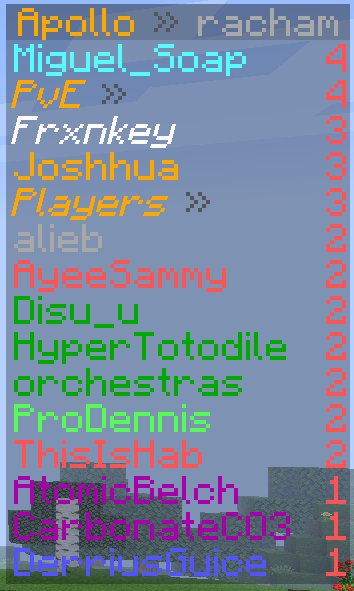 Apollo » racham
Miguel_Soap 4
PvE » 4
Frxnkey 3
Joshhua 3
Players » 3
alieb 2
AyeeSammy 2
Disu_u 2
HyperTotodile 2
orchestras 2
ProDennis 2
ThisIsHab 2
AtomicBelch 1
CarbonateCO3 1
DerriusGuice 1